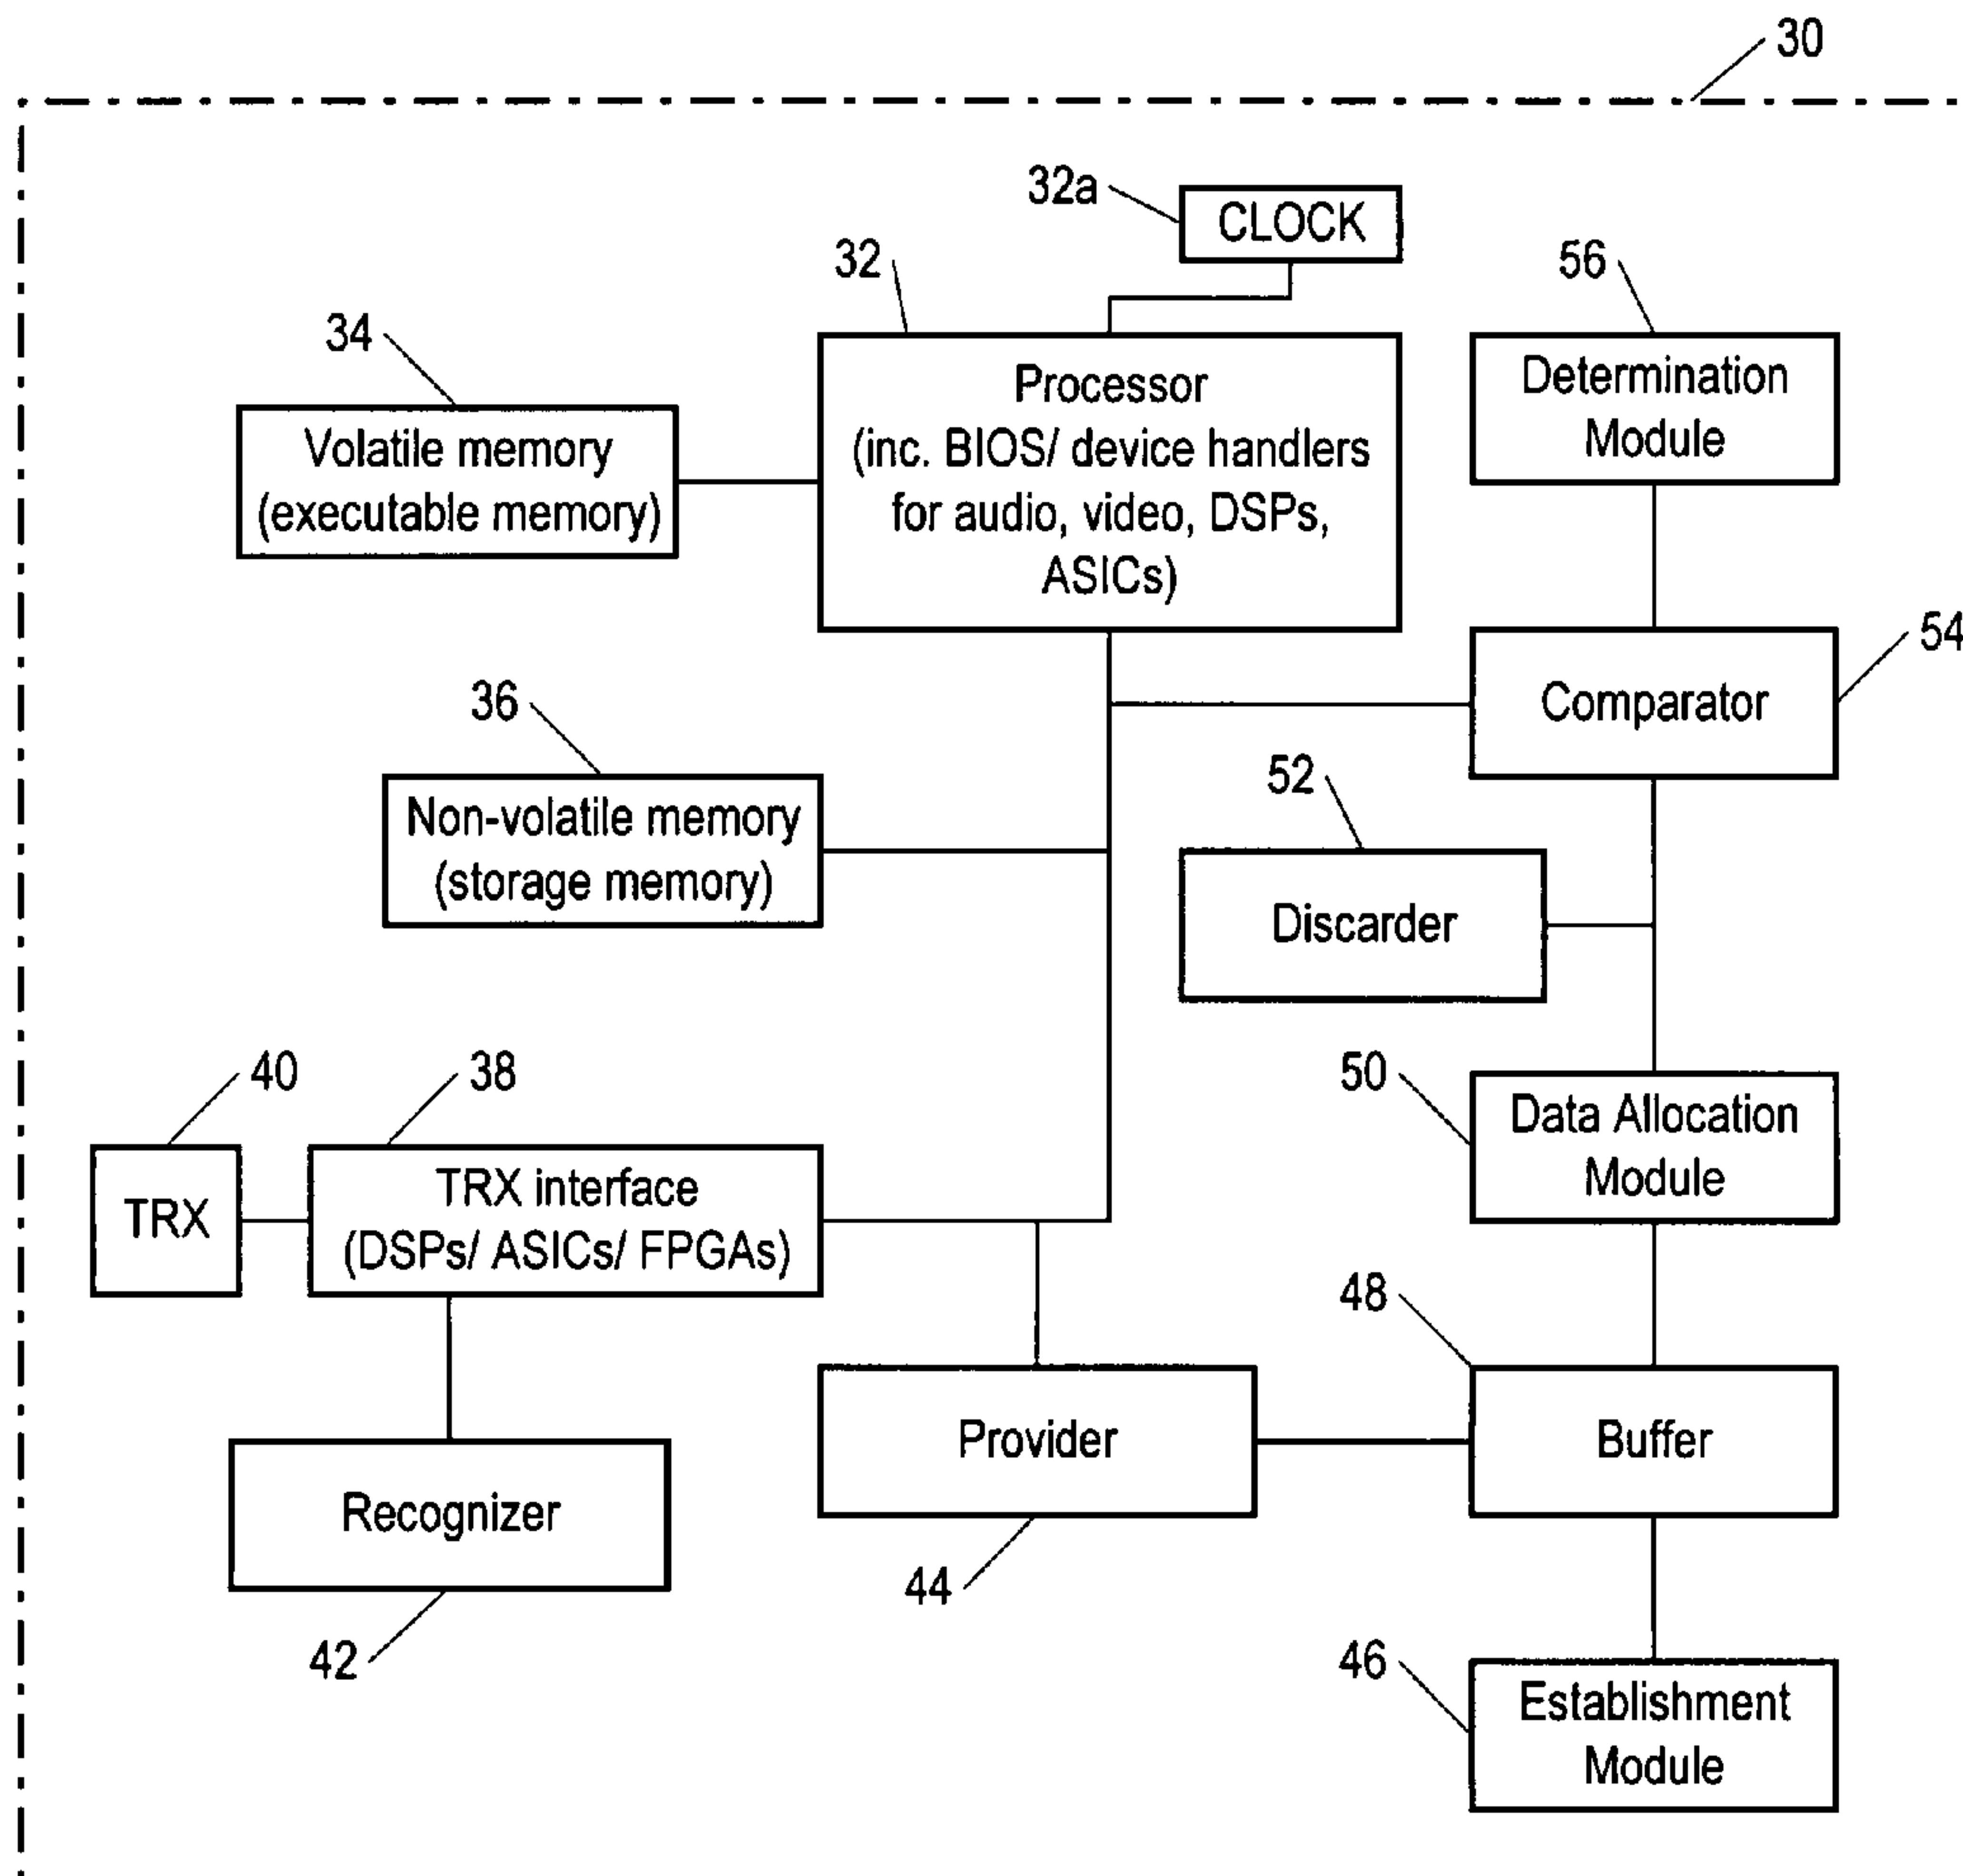 30
32a
CLOCK
32
56
34
Processor
(inc. BIOS/ device handlers
for audio, video, DSPs,
ASICs)
Determination
Module
Volatile memory
(executable memory)
54
36
Comparator
52
Non-volatile memory
(storage memory)
Discarder
40
38
50
Data Allocation
Module
TRX
TRX interface
(DSPs/ ASICs/ FPGAs)
48
Provider
Buffer
Recognizer
44
42
46
Establishment
Module